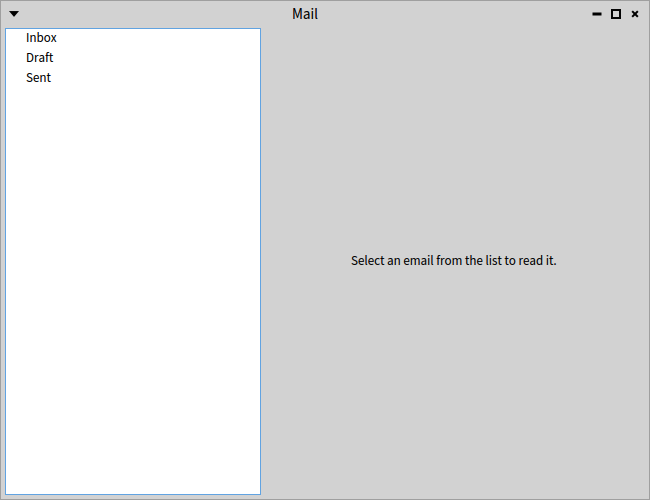 Mail
Inbox
Draft
Sent
Select an email from the list to read it.